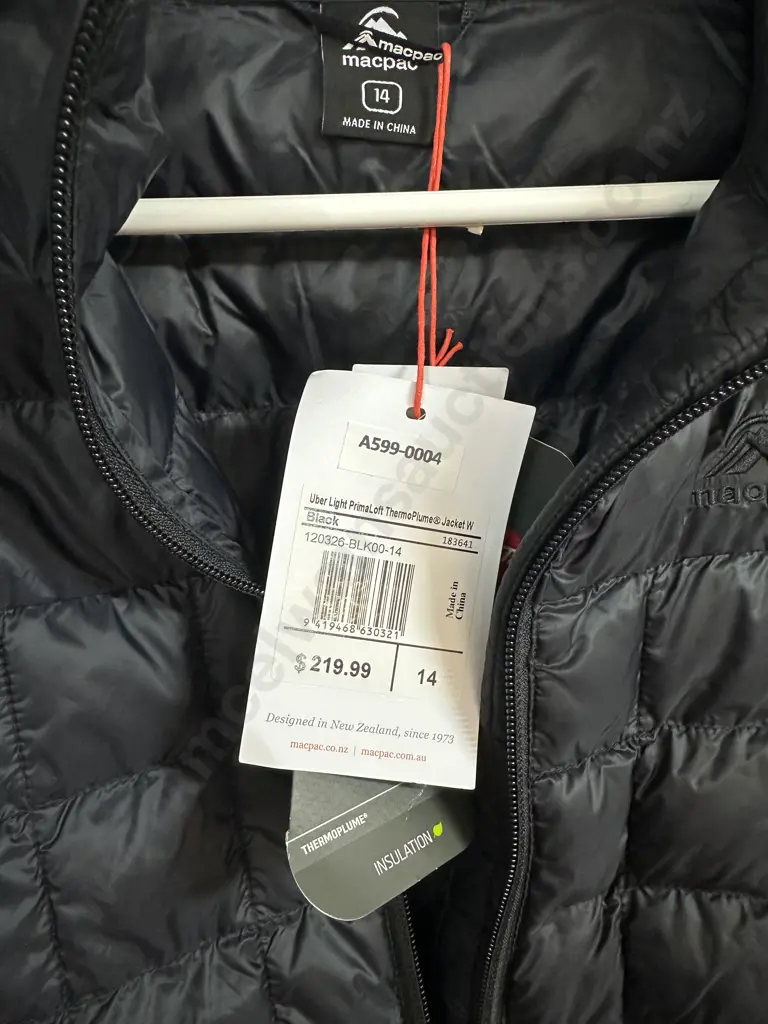 macpac
macpac
14
MADE IN CHINA
A599-0004
Uber Light PrimaLoft ThermoPlume® Jacket W
Black
183641
120326-BLK00-14
Made in
China
9 419468 630321
$ 219.99
14
Designed in New Zealand, since 1973
macpac.co.nz | macpac.com.au
THERMOPLUME®
INSULATION